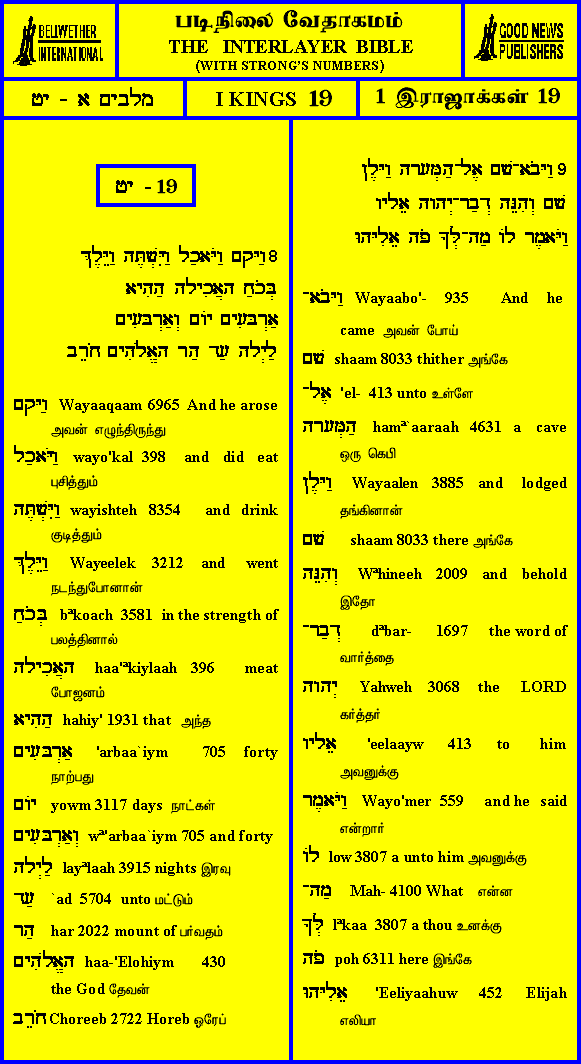 BELLWETHER
INTERNATIONAL
படிநிலை வேதாகமம்
THE INTERLAYER BIBLE
(WITH STRONG'S NUMBERS)
GOOD NEWS
PUBLISHERS
מלבים א - יט
I KINGS 19
1 இராஜாக்கள் 19
יט - 19
8 וַיָּקָם וַיֹּאכַל וַיִּשְׁתֶּה וַיֵּלֶךְ
בְּכֹחַ הָאֲכִילָה הַהִיא
אַרְבָּעִים יוֹם וְאַרְבָּעִים
לַיְלָה עַד הַר הָאֱלֹהִים חֹרֵב
וַיָּקָם Wayaaqaam 6965 And he arose
அவன் எழுந்திருந்து
וַיֹּאכַל wayo'kal 398 and did eat
புசித்தும்
וַיִּשְׁתֶּה wayishteh 8354 and drink
குடித்தும்
וַיֵּלֶךְ Wayeelek 3212 and went
நடந்துபோனான்
בְּכֹחַ bᵃkoach 3581 in the strength of
பலத்தினால்
הָאֲכִילָה haa'ᵃkiylaah 396 meat
போஜனம்
הַהִיא hahiy' 1931 that அந்த
אַרְבָּעִים 'arbaa`iym 705 forty
நாற்பது
יוֹם yowm 3117 days நாட்கள்
וְאַרְבָּעִים wᵃ'arbaa`iym 705 and forty
לַיְלָה layᵃlaah 3915 nights இரவு
עַד `ad 5704 unto மட்டும்
הַר har 2022 mount of பர்வதம்
הָאֱלֹהִים haa-'Elohiym 430
the God தேவன்
חֹרֵב Choreeb 2722 Horeb ஓரேப்
9 וַיָּבֹא־שָׁם אֶל־הַמְּעָרָה וַיָּלֶן
שָׁם וְהִנֵּה דְבַר־יְהוָה אֵלָיו
וַיֹּאמֶר לוֹ מַה־לְּךָ פֹה אֵלִיָּהוּ
וַיָּבֹא־ Wayaabo'- 935 And he
came அவன் போய்
שָׁם shaam 8033 thither அங்கே
אֶל־ 'el- 413 unto உள்ளே
הַמְּעָרָה hamᵃ`aaraah 4631 a cave
ஒரு கெபி
וַיָּלֶן Wayaalen 3885 and lodged
தங்கினான்
שָׁם shaam 8033 there அங்கே
וְהִנֵּה Wᵃhineeh 2009 and behold
இதோ
דְבַר־ dᵃbar- 1697 the word of
வார்த்தை
יְהוָה Yahweh 3068 the LORD
கர்த்தர்
אֵלָיו 'eelaayw 413 to him
அவனுக்கு
וַיֹּאמֶר Wayo'mer 559 and he said
என்றார்
לוֹ low 3807 a unto him அவனுக்கு
מַה־ Mah- 4100 What என்ன
לְּךָ lᵃkaa 3807 a thou உனக்கு
פֹה poh 6311 here இங்கே
אֵלִיָּהוּ 'Eeliyaahuw 452 Elijah
எலியா